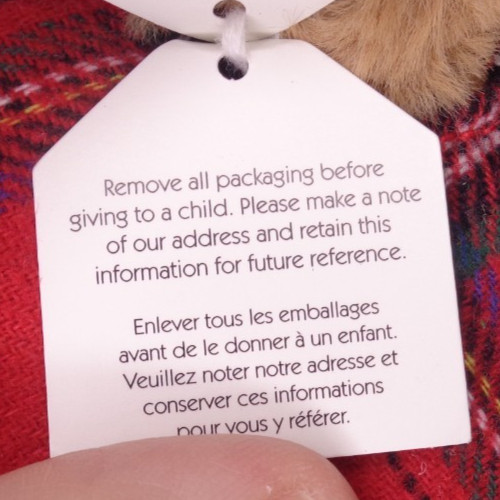 Remove all packaging before
giving to a child. Please make a note
of our address and retain this
information for future reference.
Enlever tous les emballages
avant de le donner à un enfant.
Veuillez noter notre adresse et
conserver ces informations
pour vous y référer.